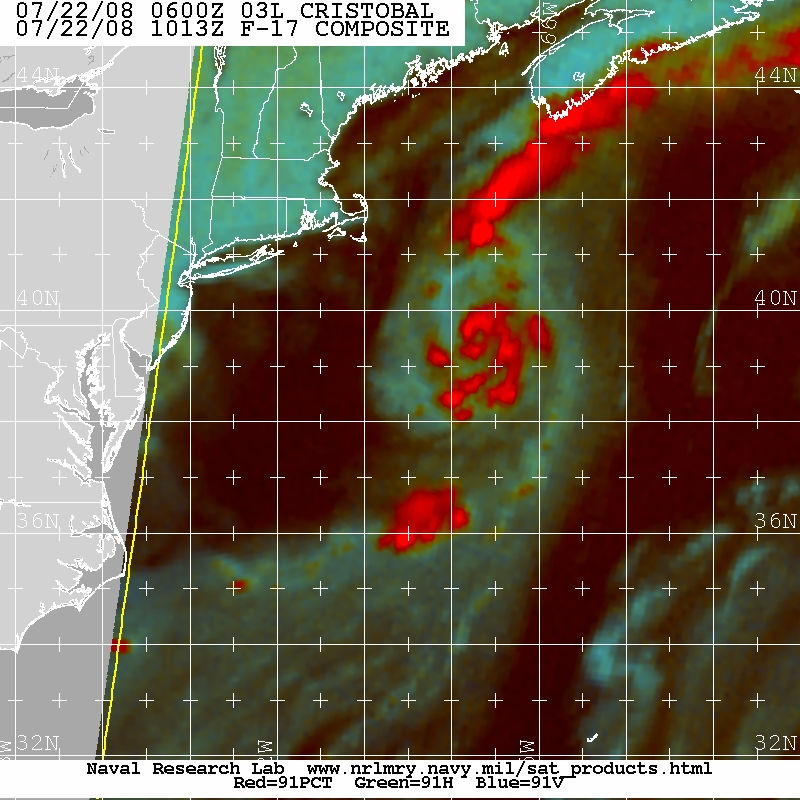 07/22/08 0600Z 03L CRISTOBAL
07/22/08 1013Z F-17 COMPOSITE
44N 44N
40N 40N
36N 36N
32N 32N
Naval Research Lab www.nrlmry.navy.mil/sat_products.html
Red=91PCT Green=91H Blue=91V